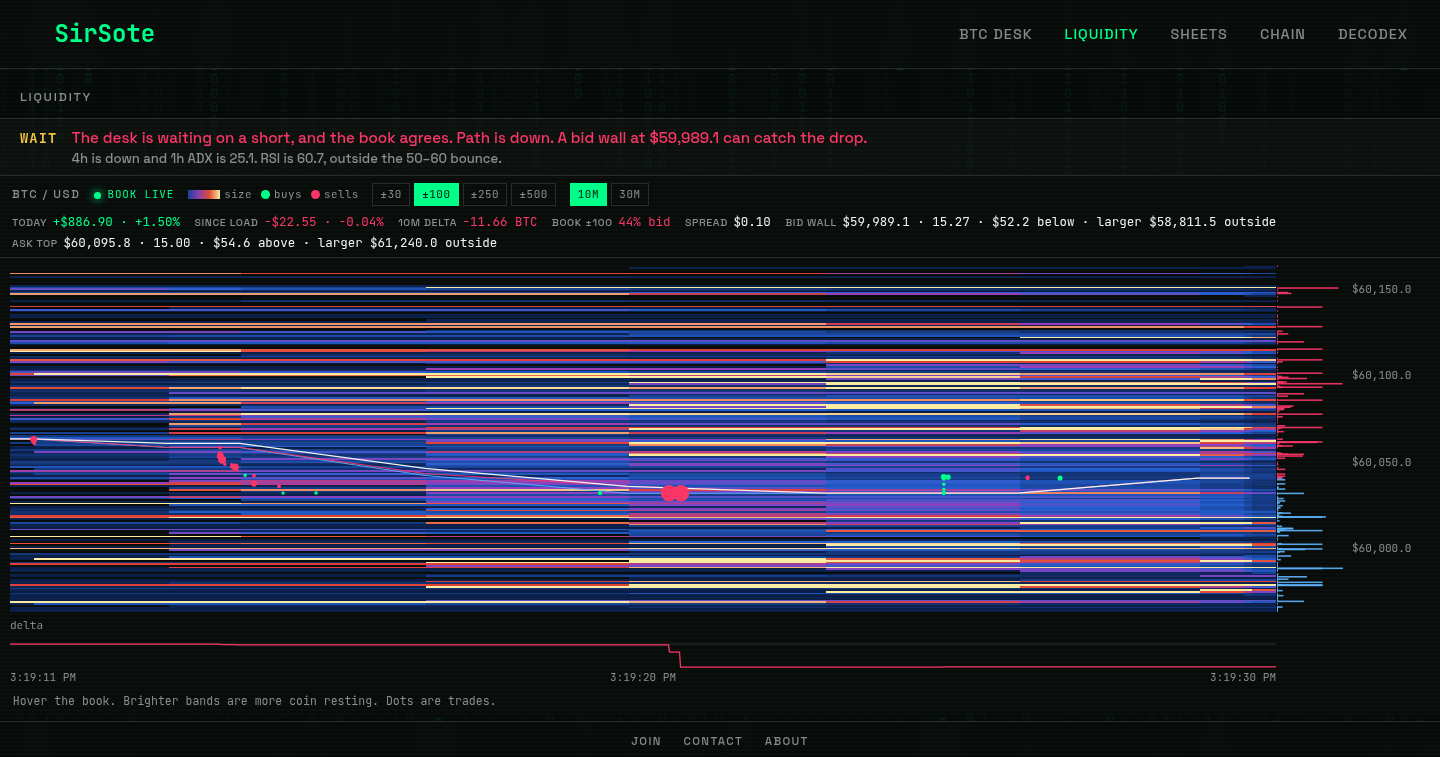 SirSote
BTC DESK LIQUIDITY SHEETS CHAIN DECODEX
LIQUIDITY
WAIT The desk is waiting on a short, and the book agrees. Path is down. A bid wall at $59,989.1 can catch the drop.
4h is down and 1h ADX is 25.1. RSI is 60.7, outside the 50–60 bounce.
BTC / USD BOOK LIVE size buys sells ±30 ±100 ±250 ±500 10M 30M
TODAY +$886.90 · +1.50% SINCE LOAD -$22.55 · -0.04% 10M DELTA -11.66 BTC BOOK ±100 44% bid SPREAD $0.10 BID WALL $59,989.1 · 15.27 · $52.2 below · larger $58,811.5 outside
ASK TOP $60,095.8 · 15.00 · $54.6 above · larger $61,240.0 outside
$60,150.0
$60,100.0
$60,050.0
$60,000.0
delta
3:19:11 PM 3:19:20 PM 3:19:30 PM
Hover the book. Brighter bands are more coin resting. Dots are trades.
JOIN CONTACT ABOUT